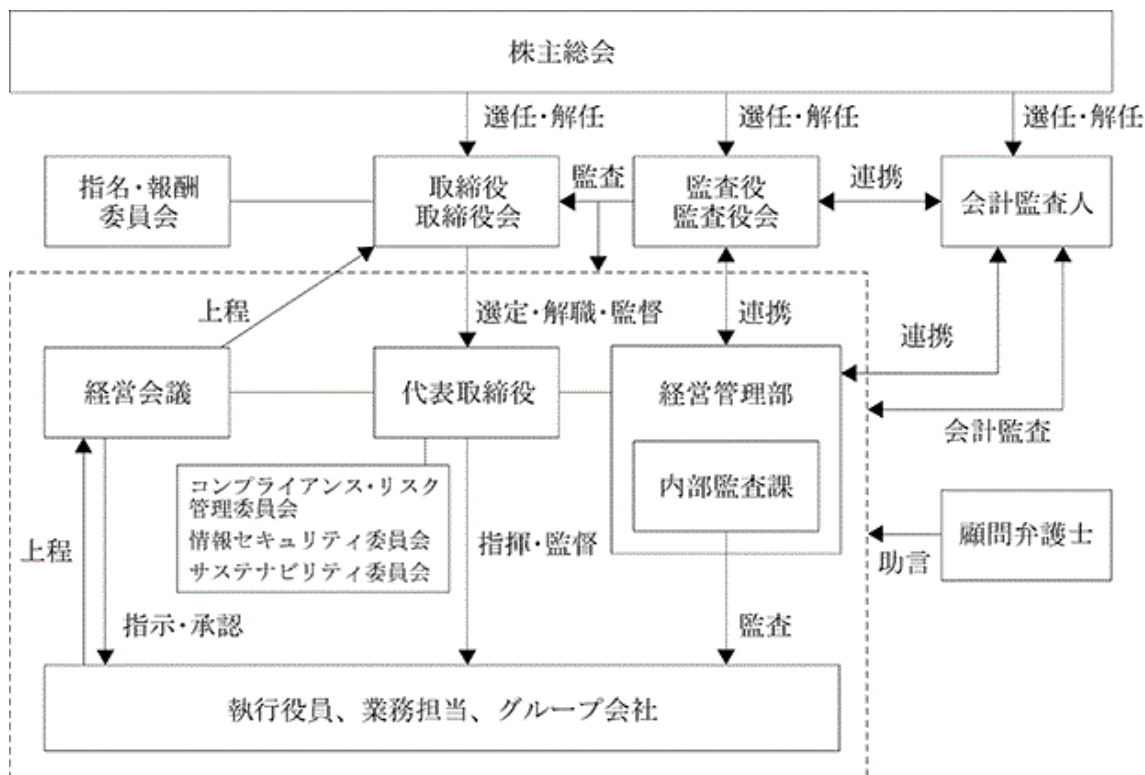 株主総会
選任・解任
選任・解任
選任・解任
指名・報酬
委員会
取締役
取締役会
監査
監査役
監査役会
連携
会計監査人
上程
選定・解職・監督
連携
連携
経営会議
代表取締役
経営管理部
会計監査
内部監査課
コンプライアンス・リスク
管理委員会
情報セキュリティ委員会
サステナビリティ委員会
上程
指揮・監督
顧問弁護士
助言
指示・承認
監査
執行役員、業務担当、グループ会社